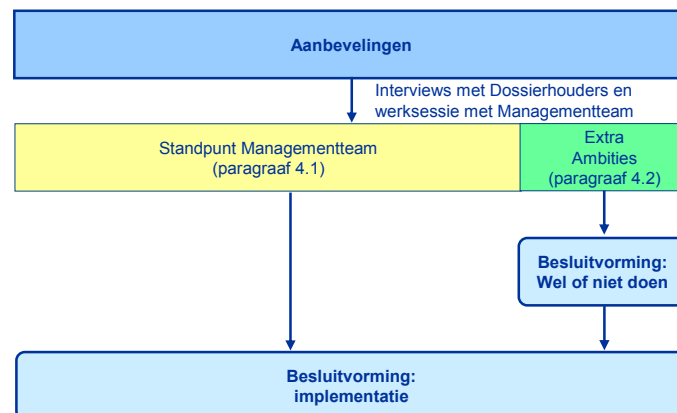 Aanbevelingen
Interviews met Dossierhouders en
werksessie met Managementteam
Standpunt Managementteam
(paragraaf 4.1)
Extra
Ambities
(paragraaf 4.2)
Besluitvorming:
Wel of niet doen
Besluitvorming:
implementatie